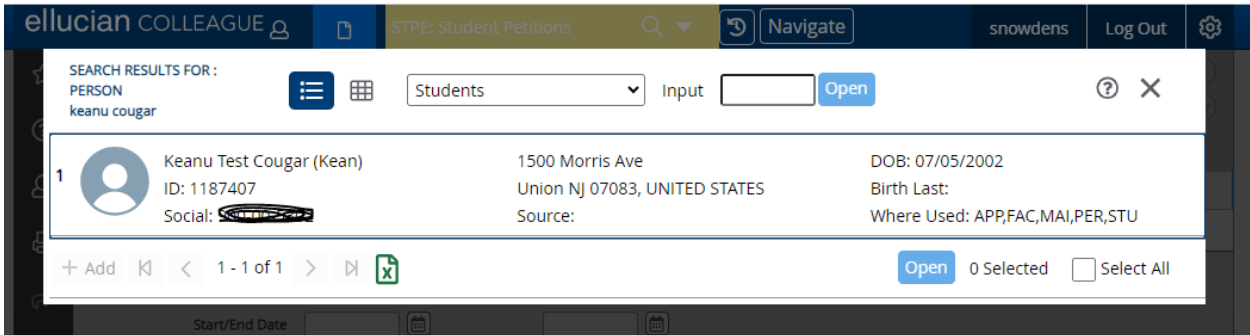 ellucian COLLEAGUE
STPE: Student Petitions
Navigate
snowdens
Log Out
SEARCH RESULTS FOR :
PERSON
keanu cougar
Students
Input
Open
1
Keanu Test Cougar (Kean)
1500 Morris Ave
DOB: 07/05/2002
ID: 1187407
Union NJ 07083, UNITED STATES
Birth Last:
Social:
Source:
Where Used: APP,FAC,MAI,PER,STU
+ Add
1 - 1 of 1
Open
0 Selected
Select All
Start/End Date